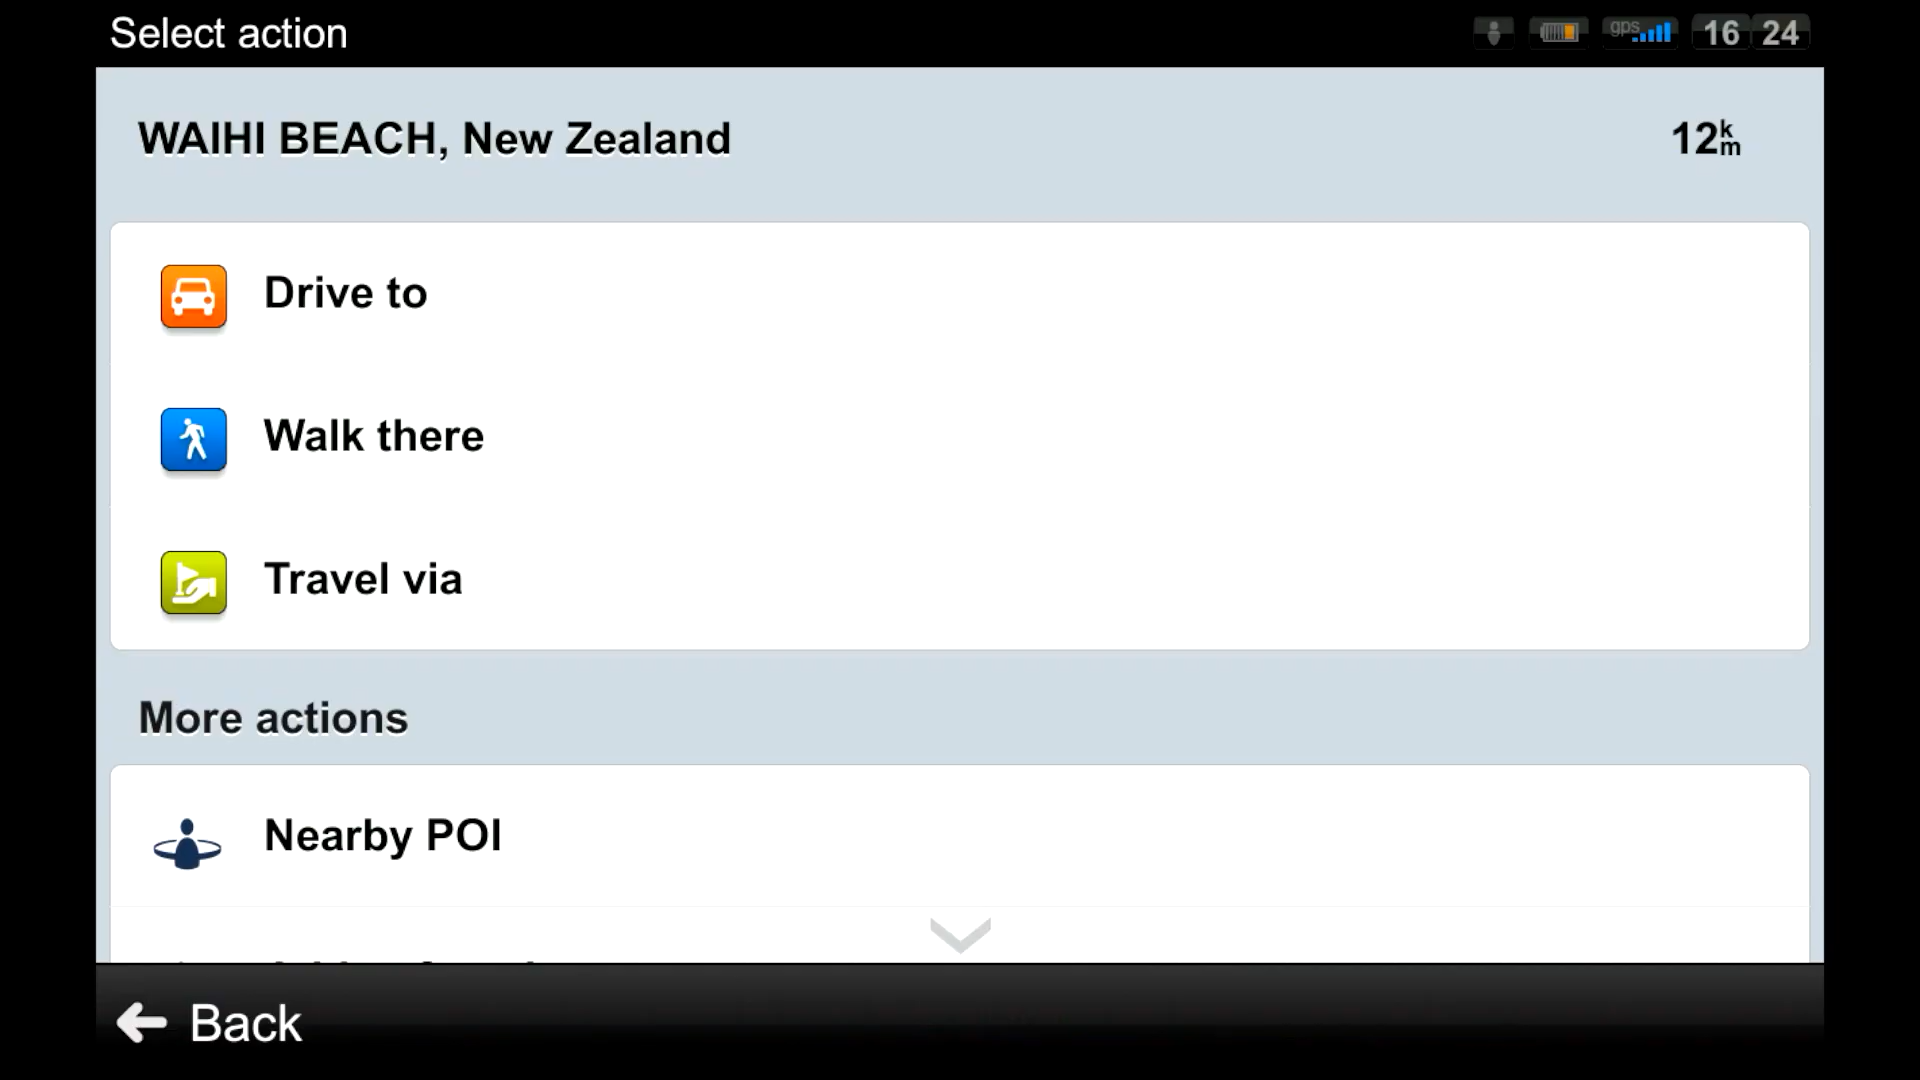 Select action
gps
16 24
WAIHI BEACH, New Zealand
12km
Drive to
Walk there
Travel via
More actions
Nearby POI
Back